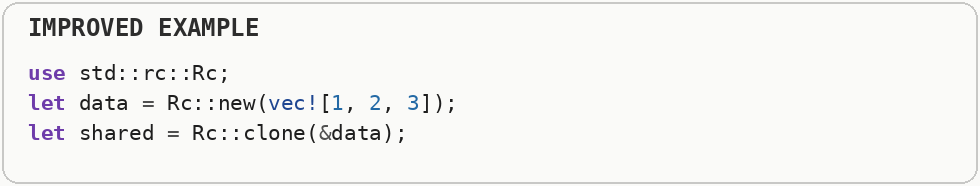 IMPROVED EXAMPLE
use std::rc::Rc;
let data = Rc::new(vec![1, 2, 3]);
let shared = Rc::clone(&data);